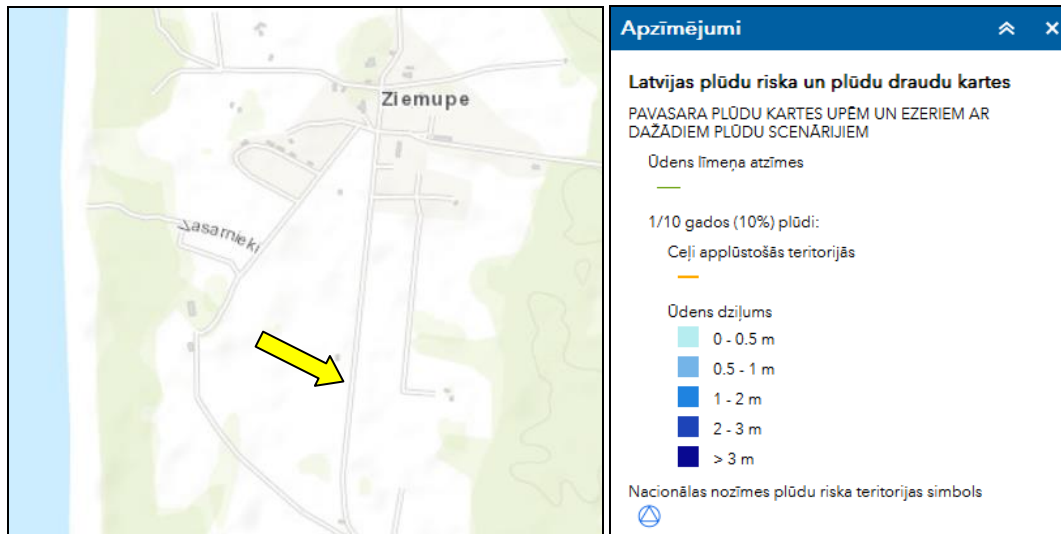 Ziemupe
Kasarnieki
Apzīmējumi
Latvijas plūdu riska un plūdu draudu kartes
PAVASARA PLŪDU KARTES UPĒM UN EZERIEM AR
DAŽĀDIEM PLŪDU SCENĀRIJIEM
Ūdens līmeņa atzīmes
1/10 gados (10%) plūdi:
Ceļi applūstošās teritorijās
Ūdens dziļums
0 - 0.5 m
0.5 - 1 m
1 - 2 m
2 - 3 m
> 3 m
Nacionālas nozīmes plūdu riska teritorijas simbols